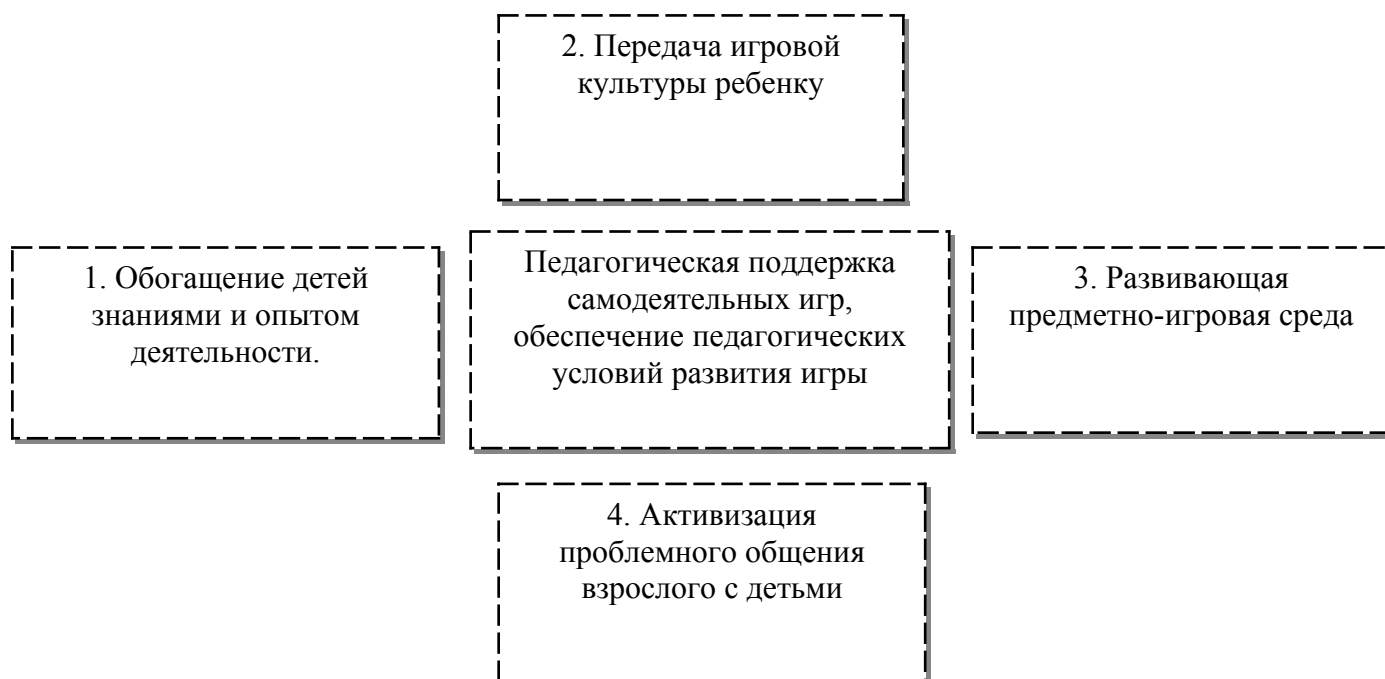 2. Передача игровой
культуры ребенку
1. Обогащение детей
знаниями и опытом
деятельности.
Педагогическая поддержка
самодеятельных игр,
обеспечение педагогических
условий развития игры
3. Развивающая
предметно-игровая среда
4. Активизация
проблемного общения
взрослого с детьми